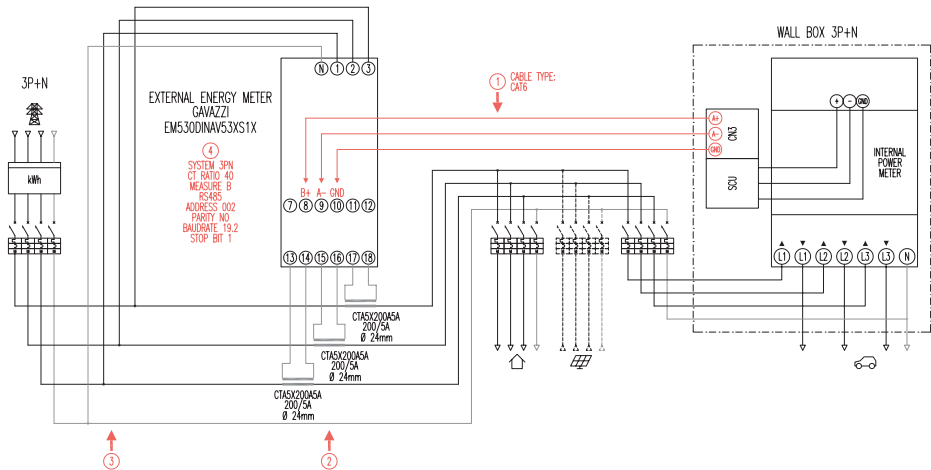 WALL BOX 3P+N
3P+N
kWh
EXTERNAL ENERGY METER
GAVAZZI
EM530DINAV53XS1X
4
SYSTEM 3PN
CT RATIO 40
MEASURE B
RS485
ADDRESS 002
PARITY NO
BAUDRATE 19.2
STOP BIT 1
N 1 2 3
B+ A- GND
7 8 9 10 11 12
13 14 15 16 17 18
1
CABLE TYPE:
CAT6
A+
A-
GND
CN3
SCU
+ - GND
INTERNAL
POWER
METER
L1 L1 L2 L2 L3 L3 N
CTA5X200A5A
200/5A
Ø 24mm
CTA5X200A5A
200/5A
Ø 24mm
CTA5X200A5A
200/5A
Ø 24mm
3
2